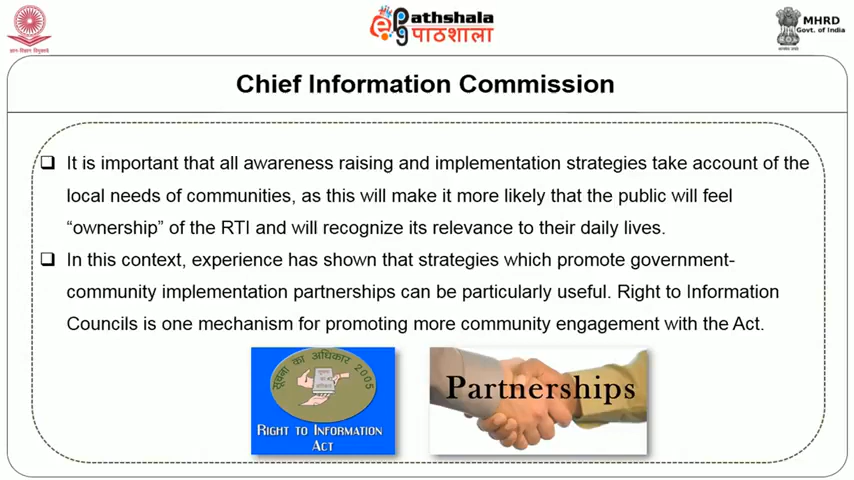 Pathshala
पाठशाला
MHRD
Govt. of India
Chief Information Commission
❑ It is important that all awareness raising and implementation strategies take account of the
local needs of communities, as this will make it more likely that the public will feel
“ownership” of the RTI and will recognize its relevance to their daily lives.
❑ In this context, experience has shown that strategies which promote government-
community implementation partnerships can be particularly useful. Right to Information
Councils is one mechanism for promoting more community engagement with the Act.
सूचना का अधिकार 2005
RIGHT TO INFORMATION
ACT
Partnerships